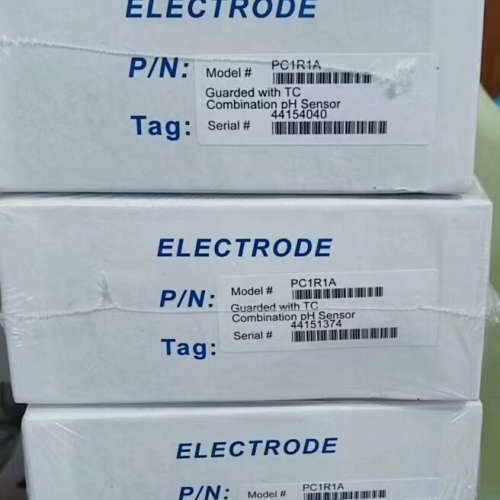 ELECTRODE
P/N: Model # PC1R1A
Guarded with TC
Combination pH Sensor
44154040
Tag: Serial #
ELECTRODE
P/N: Model # PC1R1A
Guarded with TC
Combination pH Sensor
44151374
Tag: Serial #
ELECTRODE
P/N: Model # PC1R1A